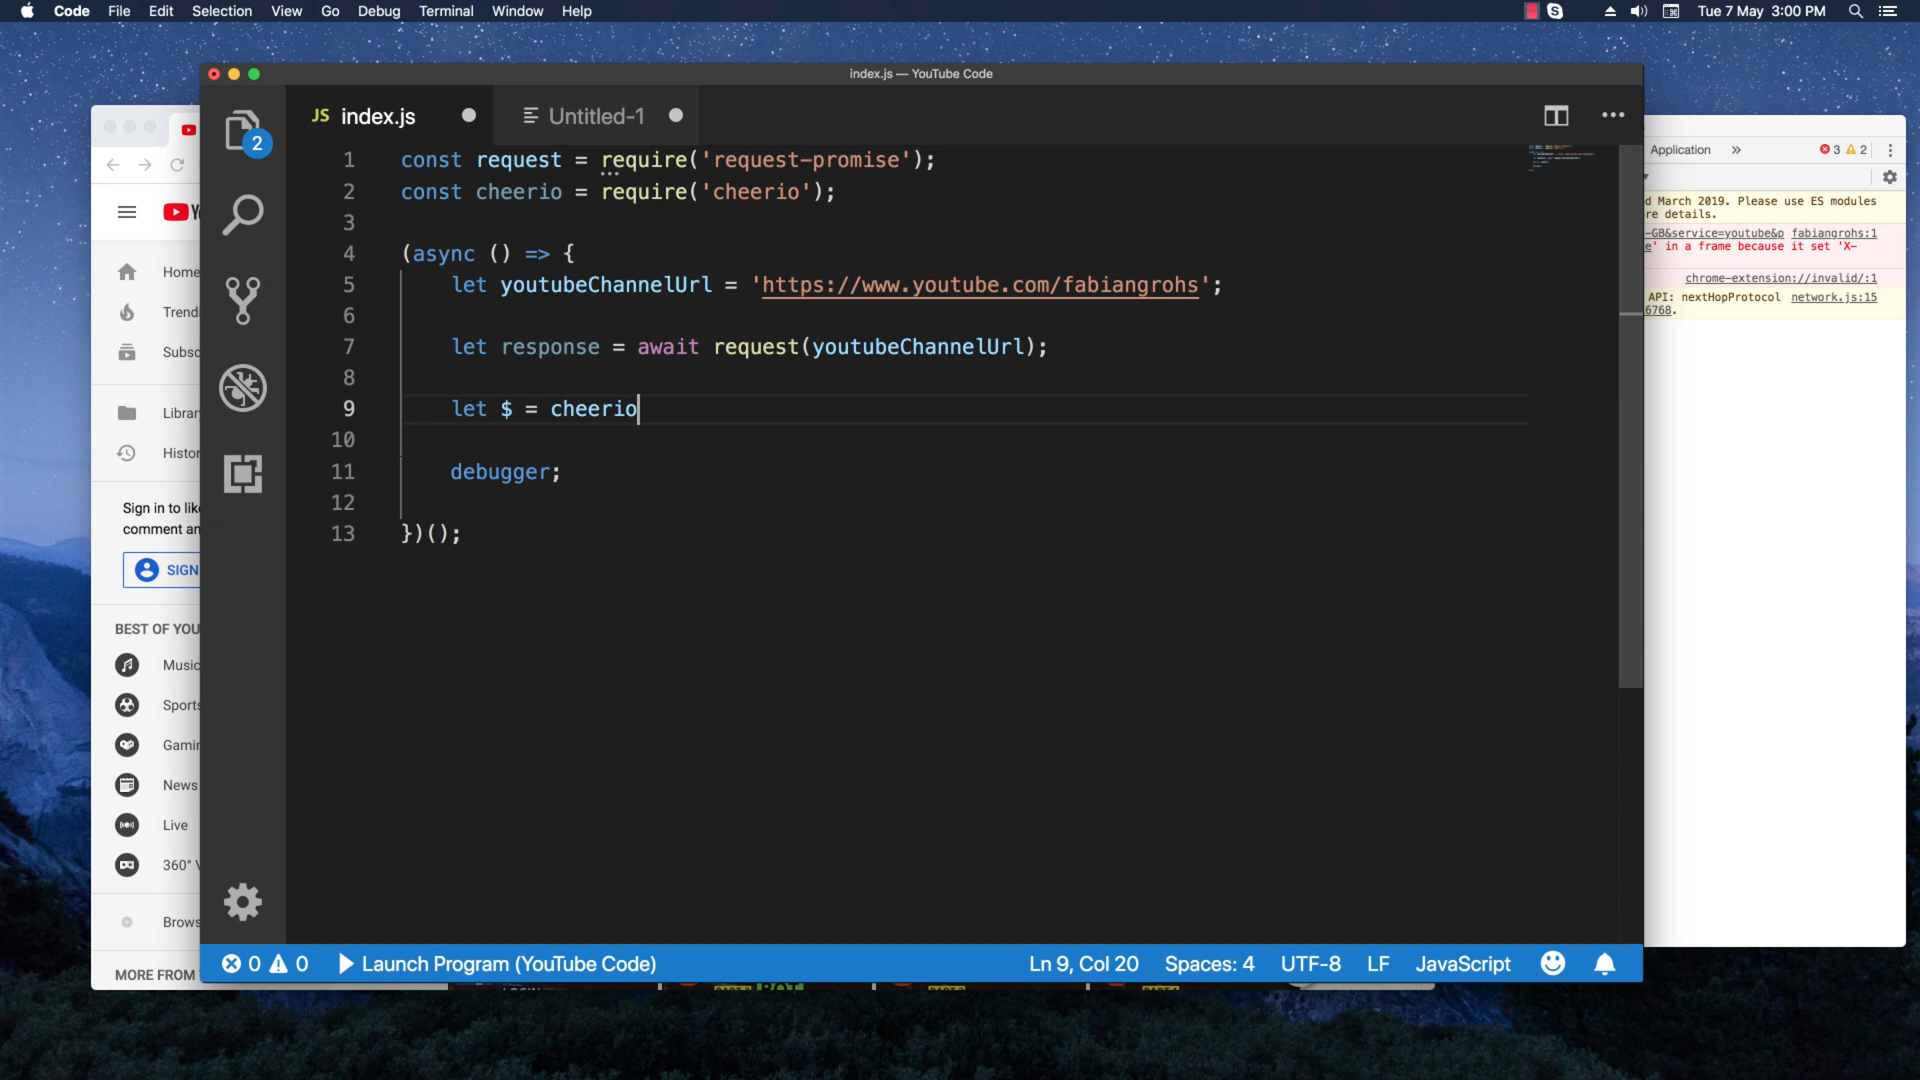 Code File Edit Selection View Go Debug Terminal Window Help
Tue 7 May 3:00 PM
index.js — YouTube Code
2
JS index.js
Untitled-1
1 const request = require('request-promise');
2 const cheerio = require('cheerio');
3
4 (async () => {
5 let youtubeChannelUrl = 'https://www.youtube.com/fabiangrohs';
6
7 let response = await request(youtubeChannelUrl);
8
9 let $ = cheerio
10
11 debugger;
12
13 })();
Home
Trend
Subsc
Librar
Histor
Sign in to lik
comment an
SIGN
BEST OF YOU
Music
Sports
Gamin
News
Live
360° V
Brows
MORE FROM
Application » 3 2
d March 2019. Please use ES modules
re details.
-GB&service=youtube&p fabiangrohs:1
e' in a frame because it set 'X-
chrome-extension://invalid/:1
API: nextHopProtocol network.js:15
6768.
0 0 Launch Program (YouTube Code)
Ln 9, Col 20 Spaces: 4 UTF-8 LF JavaScript